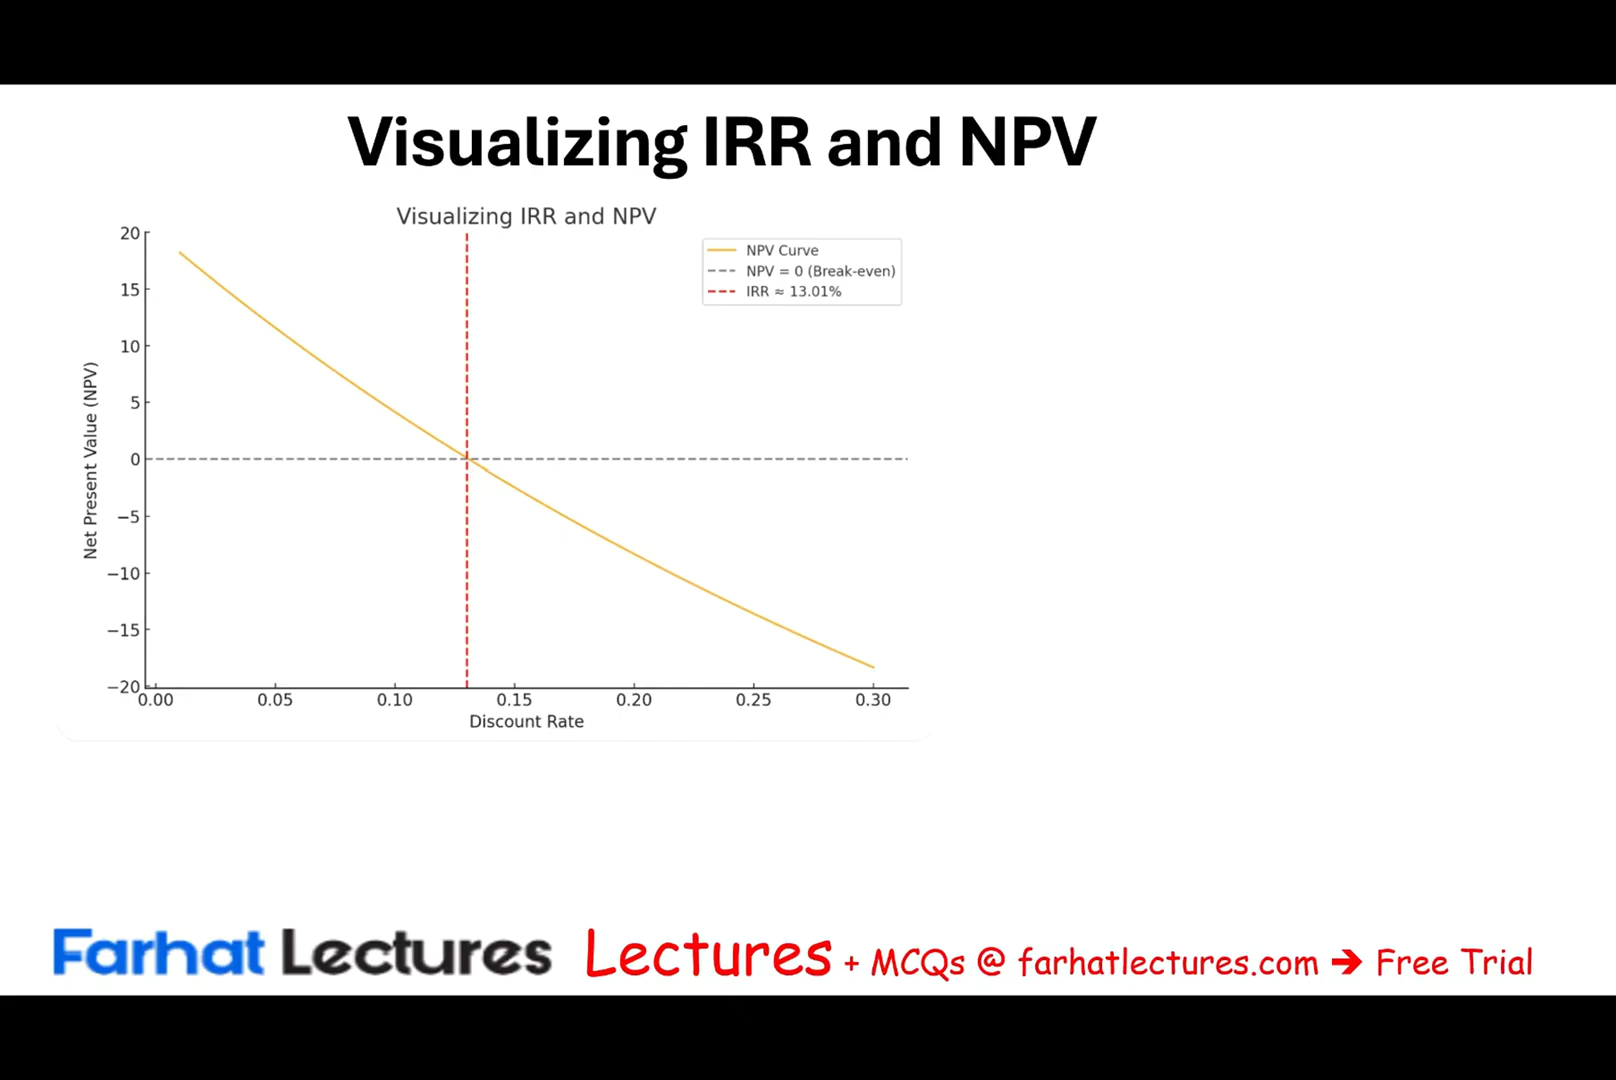 Visualizing IRR and NPV
Visualizing IRR and NPV
NPV Curve
NPV = 0 (Break-even)
IRR ≈ 13.01%
Net Present Value (NPV)
20
15
10
5
0
−5
−10
−15
−20
0.00 0.05 0.10 0.15 0.20 0.25 0.30
Discount Rate
Farhat Lectures Lectures + MCQs @ farhatlectures.com ➔ Free Trial